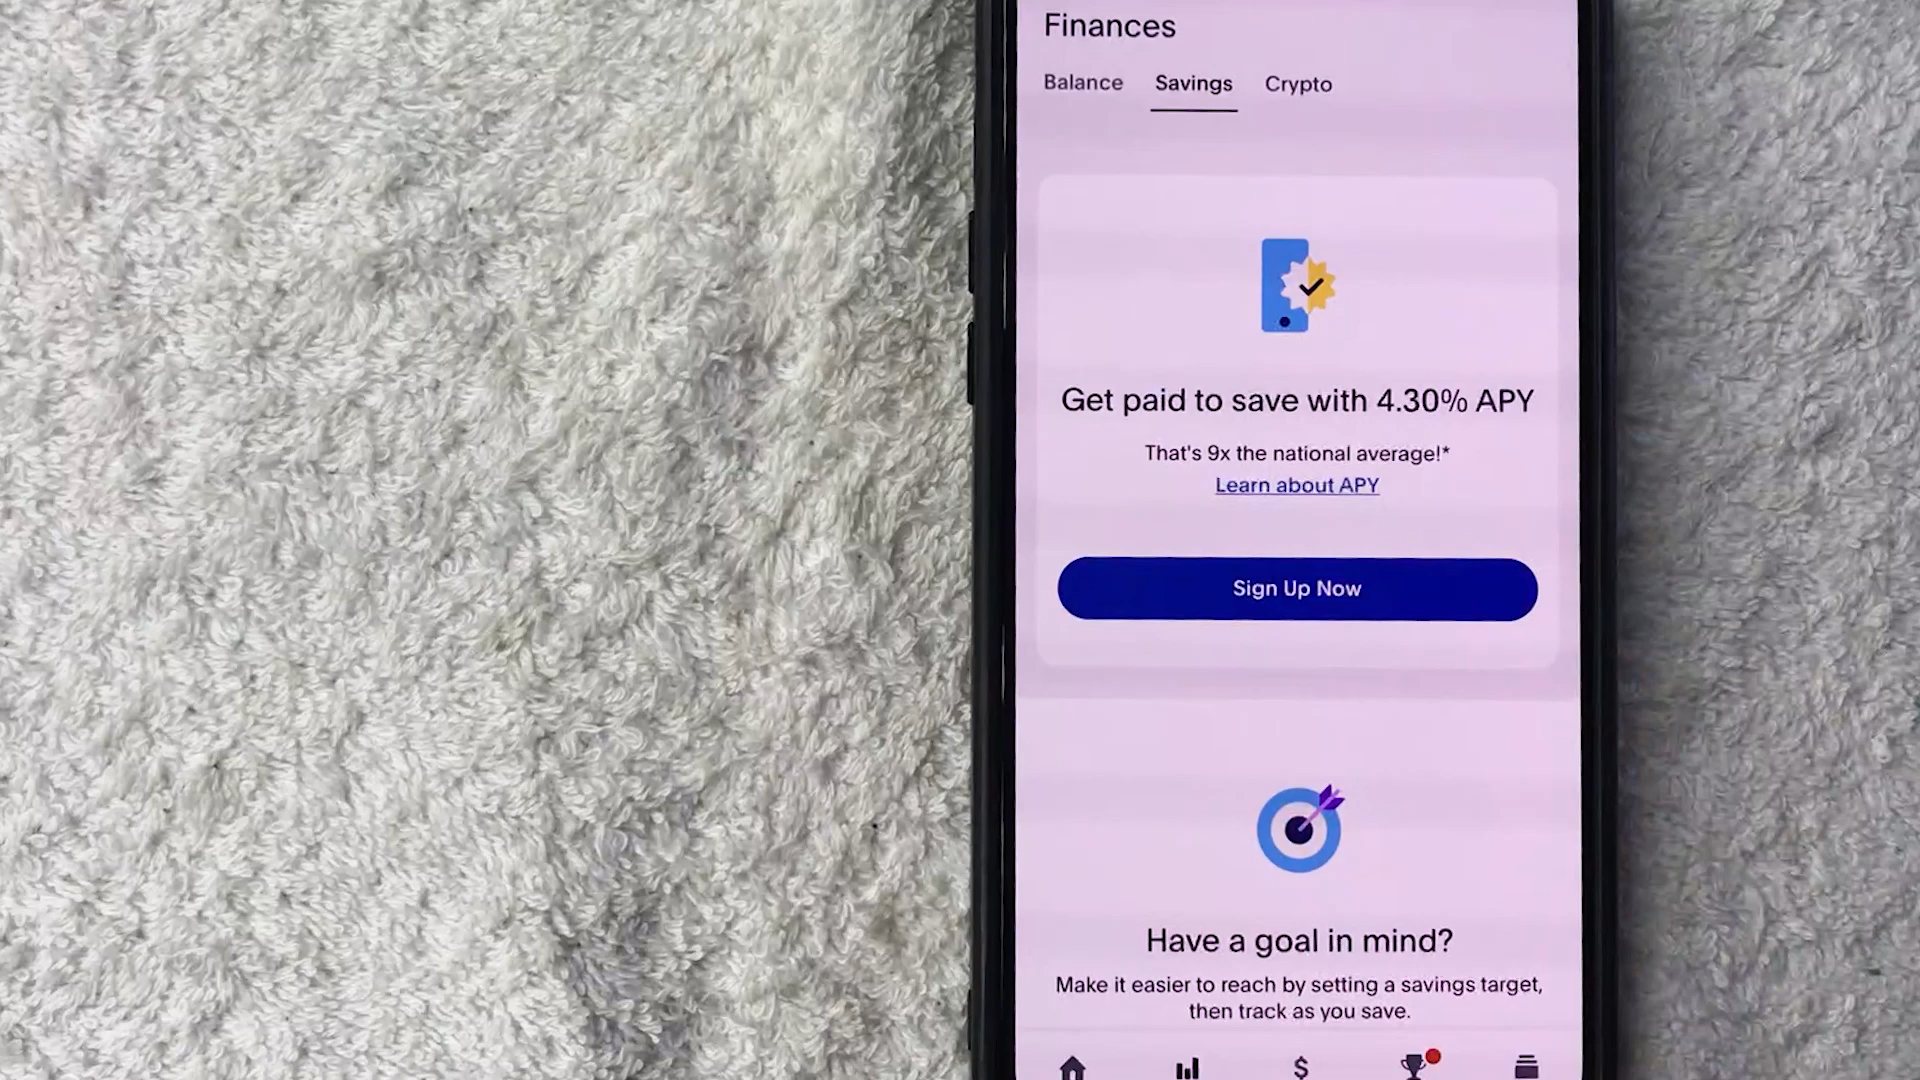 Finances
Balance Savings Crypto
Get paid to save with 4.30% APY
That's 9x the national average!*
Learn about APY
Sign Up Now
Have a goal in mind?
Make it easier to reach by setting a savings target,
then track as you save.
$